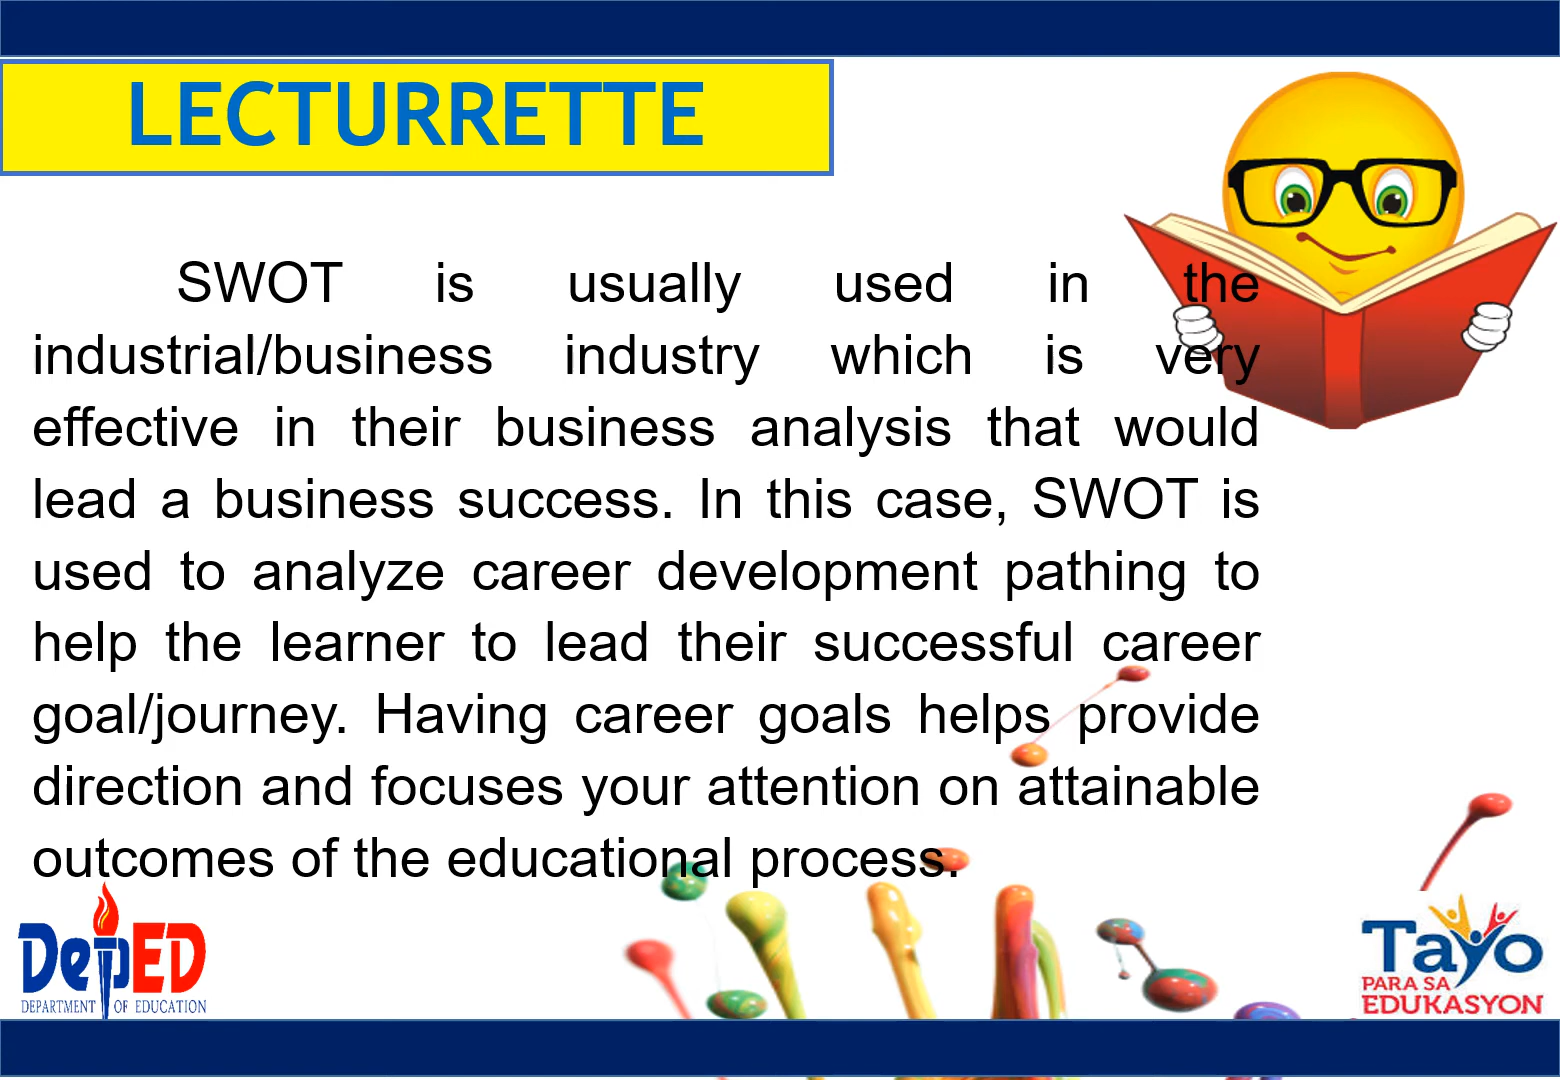 LECTURRETTE
SWOT is usually used in the
industrial/business industry which is very
effective in their business analysis that would
lead a business success. In this case, SWOT is
used to analyze career development pathing to
help the learner to lead their successful career
goal/journey. Having career goals helps provide
direction and focuses your attention on attainable
outcomes of the educational process.
DepED
DEPARTMENT OF EDUCATION
Tayo
PARA SA
EDUKASYON